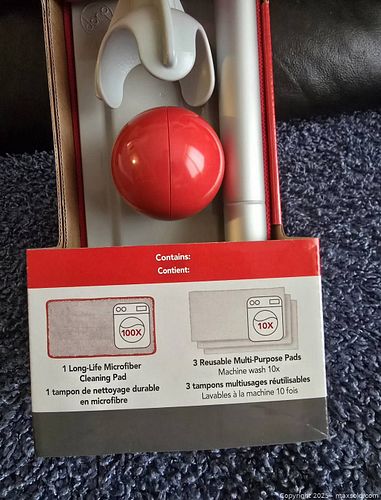 Contains:
Contient:
100X
10X
1 Long-Life Microfiber
Cleaning Pad
1 tampon de nettoyage durable
en microfibre
3 Reusable Multi-Purpose Pads
Machine wash 10x
3 tampons multiusages réutilisables
Lavables à la machine 10 fois
Copyright 2025 - maxsold.com